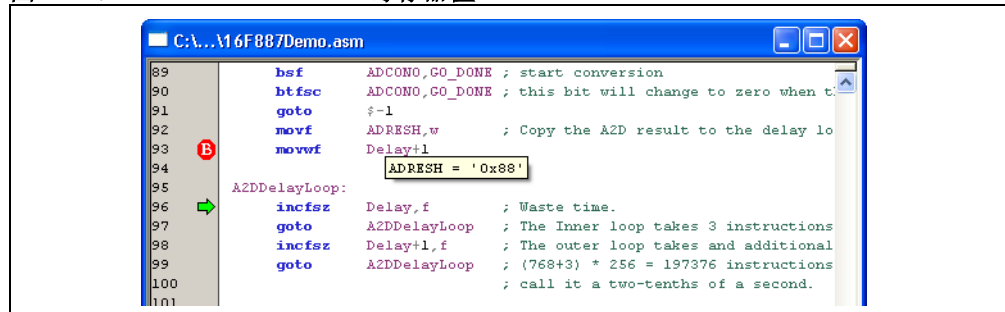 C:\...\16F887Demo.asm
89 bsf ADCON0,GO_DONE ; start conversion
90 btfsc ADCON0,GO_DONE ; this bit will change to zero when t
91 goto $-1
92 movf ADRESH,w ; Copy the A2D result to the delay lo
93 B movwf Delay+1
94 ADRESH = '0x88'
95 A2DDelayLoop:
96 incfsz Delay,f ; Waste time.
97 goto A2DDelayLoop ; The Inner loop takes 3 instructions
98 incfsz Delay+1,f ; The outer loop takes and additional
99 goto A2DDelayLoop ; (768+3) * 256 = 197376 instructions
100 ; call it a two-tenths of a second.
101